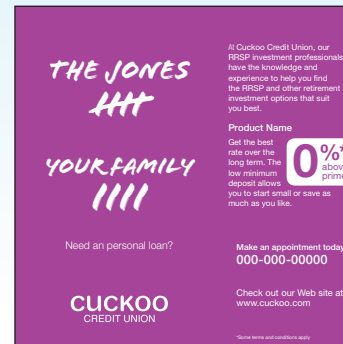 THE JONES
YOUR FAMILY
Need an personal loan?
CUCKOO
CREDIT UNION
At Cuckoo Credit Union, our
RRSP investment professionals
have the knowledge and
experience to help you find
the RRSP and other retirement
investment options that suit
you best.
Product Name
Get the best
rate over the
long term. The
low minimum
deposit allows
you to start small or save as
much as you like.
0%*
above
prime
Make an appointment today
000-000-00000
Check out our Web site at
www.cuckoo.com
*Some terms and conditions apply